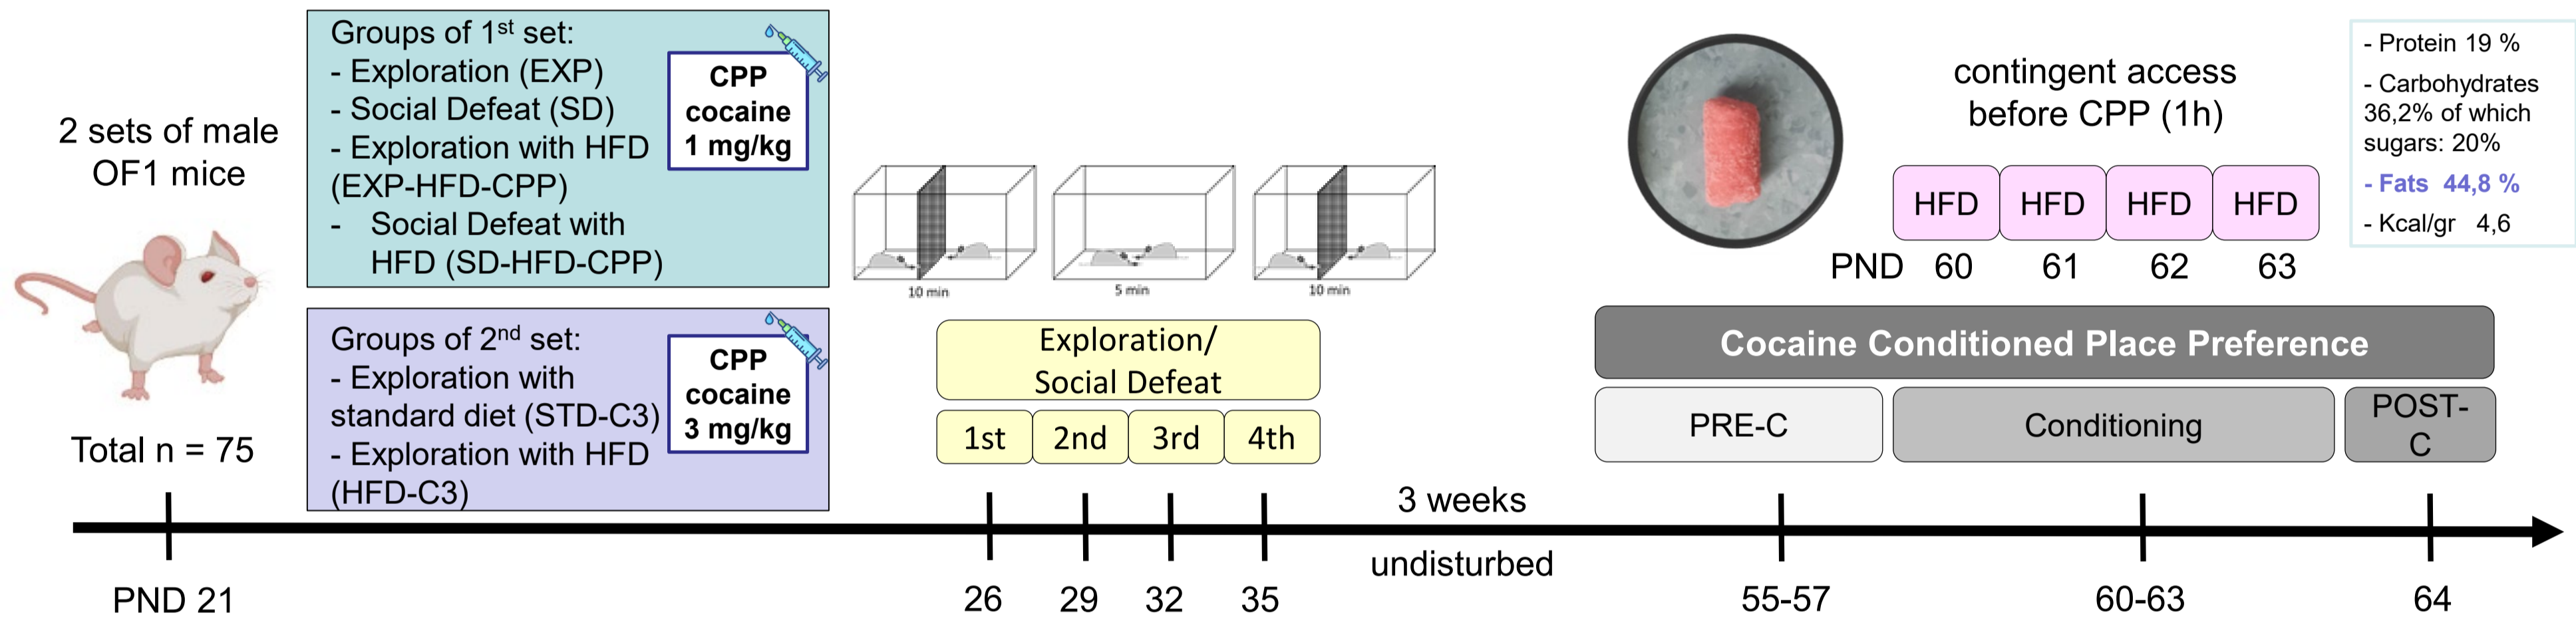 2 sets of male
OF1 mice
Total n = 75
Groups of 1st set:
- Exploration (EXP)
- Social Defeat (SD)
- Exploration with HFD
(EXP-HFD-CPP)
- Social Defeat with
HFD (SD-HFD-CPP)
CPP
cocaine
1 mg/kg
Groups of 2nd set:
- Exploration with
standard diet (STD-C3)
- Exploration with HFD
(HFD-C3)
CPP
cocaine
3 mg/kg
10 min
5 min
10 min
Exploration/
Social Defeat
1st 2nd 3rd 4th
contingent access
before CPP (1h)
HFD HFD HFD HFD
PND 60 61 62 63
- Protein 19 %
- Carbohydrates
36,2% of which
sugars: 20%
- Fats 44,8 %
- Kcal/gr 4,6
Cocaine Conditioned Place Preference
PRE-C
Conditioning
POST-
C
3 weeks
undisturbed
PND 21 26 29 32 35 55-57 60-63 64